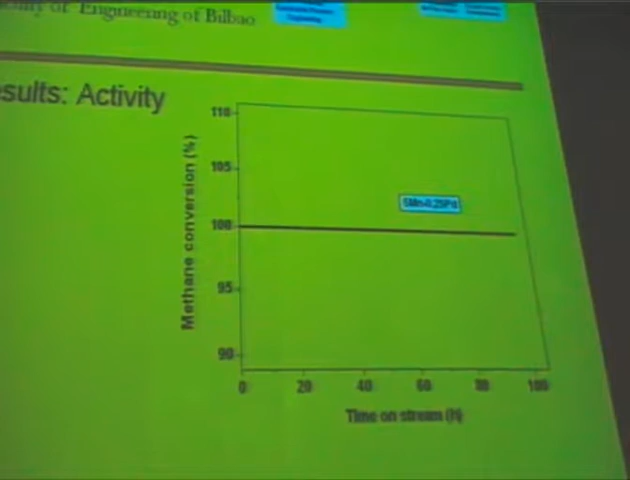 of Engineering of Bilbao
sults: Activity
110
105
100
95
90
Methane conversion (%)
0 20 40 60 80 100
Time on stream (H)